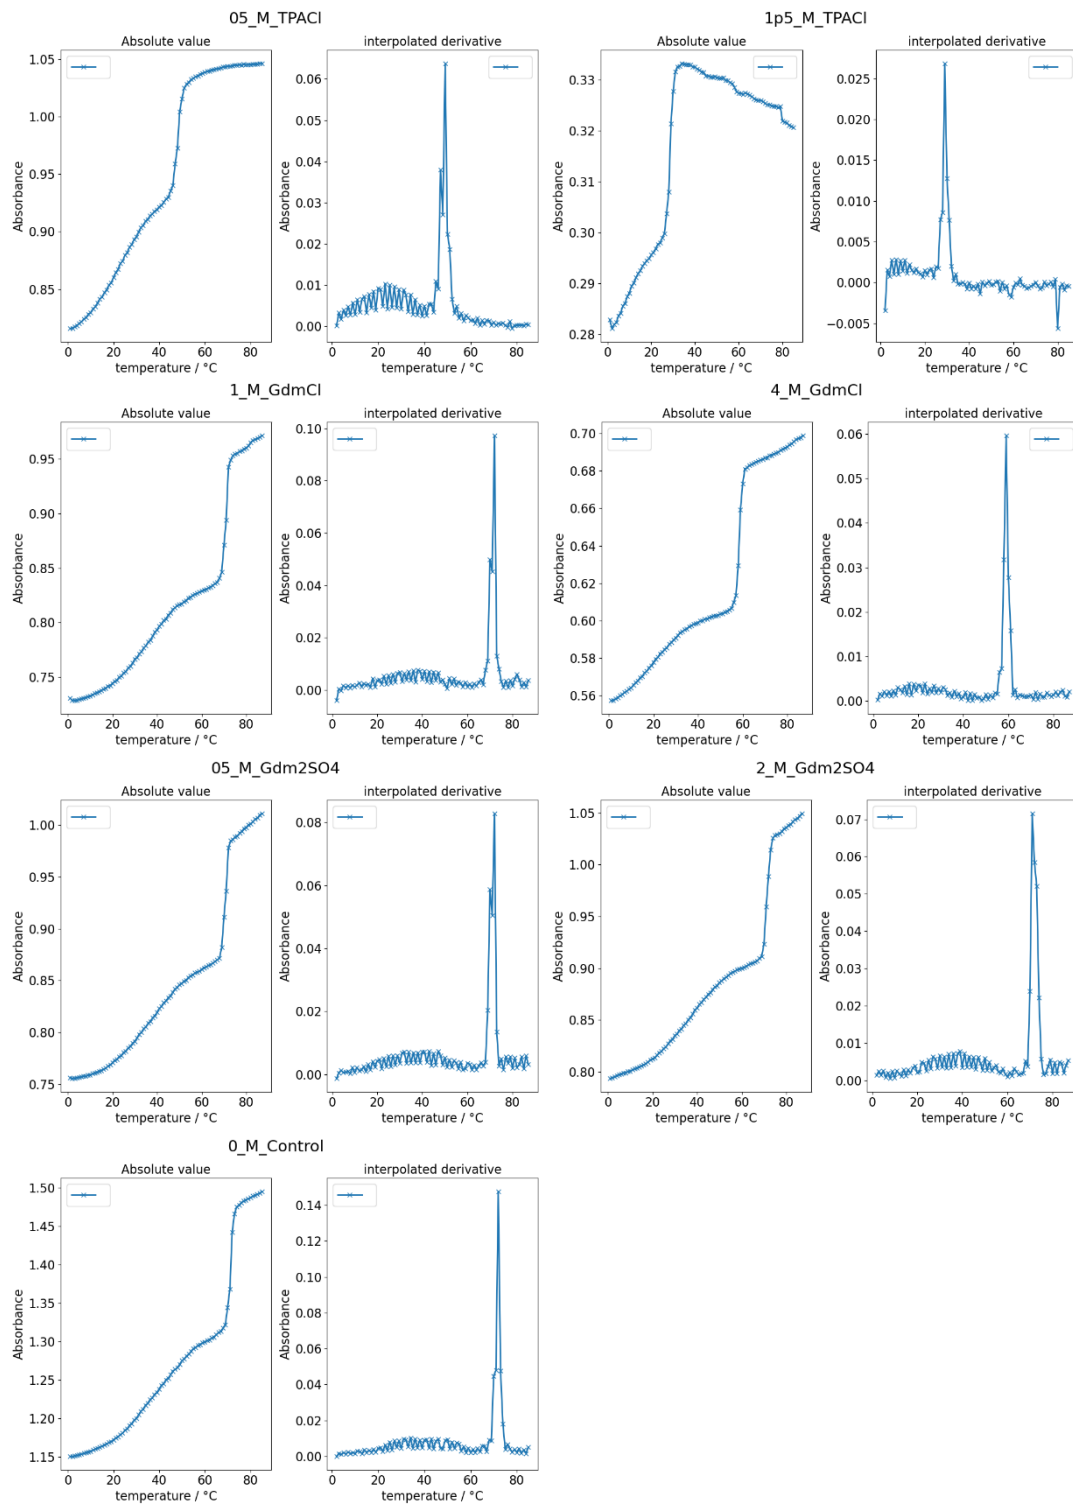 05_M_TPACl
Absolute value
interpolated derivative
1.05
1.00
0.95
0.90
0.85
Absorbance
0.06
0.05
0.04
0.03
0.02
0.01
0.00
Absorbance
0 20 40 60 80
temperature / °C
0 20 40 60 80
temperature / °C
1p5_M_TPACl
Absolute value
interpolated derivative
0.33
0.32
0.31
0.30
0.29
0.28
Absorbance
0.025
0.020
0.015
0.010
0.005
0.000
−0.005
Absorbance
0 20 40 60 80
temperature / °C
0 20 40 60 80
temperature / °C
1_M_GdmCl
Absolute value
interpolated derivative
0.95
0.90
0.85
0.80
0.75
Absorbance
0.10
0.08
0.06
0.04
0.02
0.00
Absorbance
0 20 40 60 80
temperature / °C
0 20 40 60 80
temperature / °C
4_M_GdmCl
Absolute value
interpolated derivative
0.70
0.68
0.66
0.64
0.62
0.60
0.58
0.56
Absorbance
0.06
0.05
0.04
0.03
0.02
0.01
0.00
Absorbance
0 20 40 60 80
temperature / °C
0 20 40 60 80
temperature / °C
05_M_Gdm2SO4
Absolute value
interpolated derivative
1.00
0.95
0.90
0.85
0.80
0.75
Absorbance
0.08
0.06
0.04
0.02
0.00
Absorbance
0 20 40 60 80
temperature / °C
0 20 40 60 80
temperature / °C
2_M_Gdm2SO4
Absolute value
interpolated derivative
1.05
1.00
0.95
0.90
0.85
0.80
Absorbance
0.07
0.06
0.05
0.04
0.03
0.02
0.01
0.00
Absorbance
0 20 40 60 80
temperature / °C
0 20 40 60 80
temperature / °C
0_M_Control
Absolute value
interpolated derivative
1.50
1.45
1.40
1.35
1.30
1.25
1.20
1.15
Absorbance
0.14
0.12
0.10
0.08
0.06
0.04
0.02
0.00
Absorbance
0 20 40 60 80
temperature / °C
0 20 40 60 80
temperature / °C